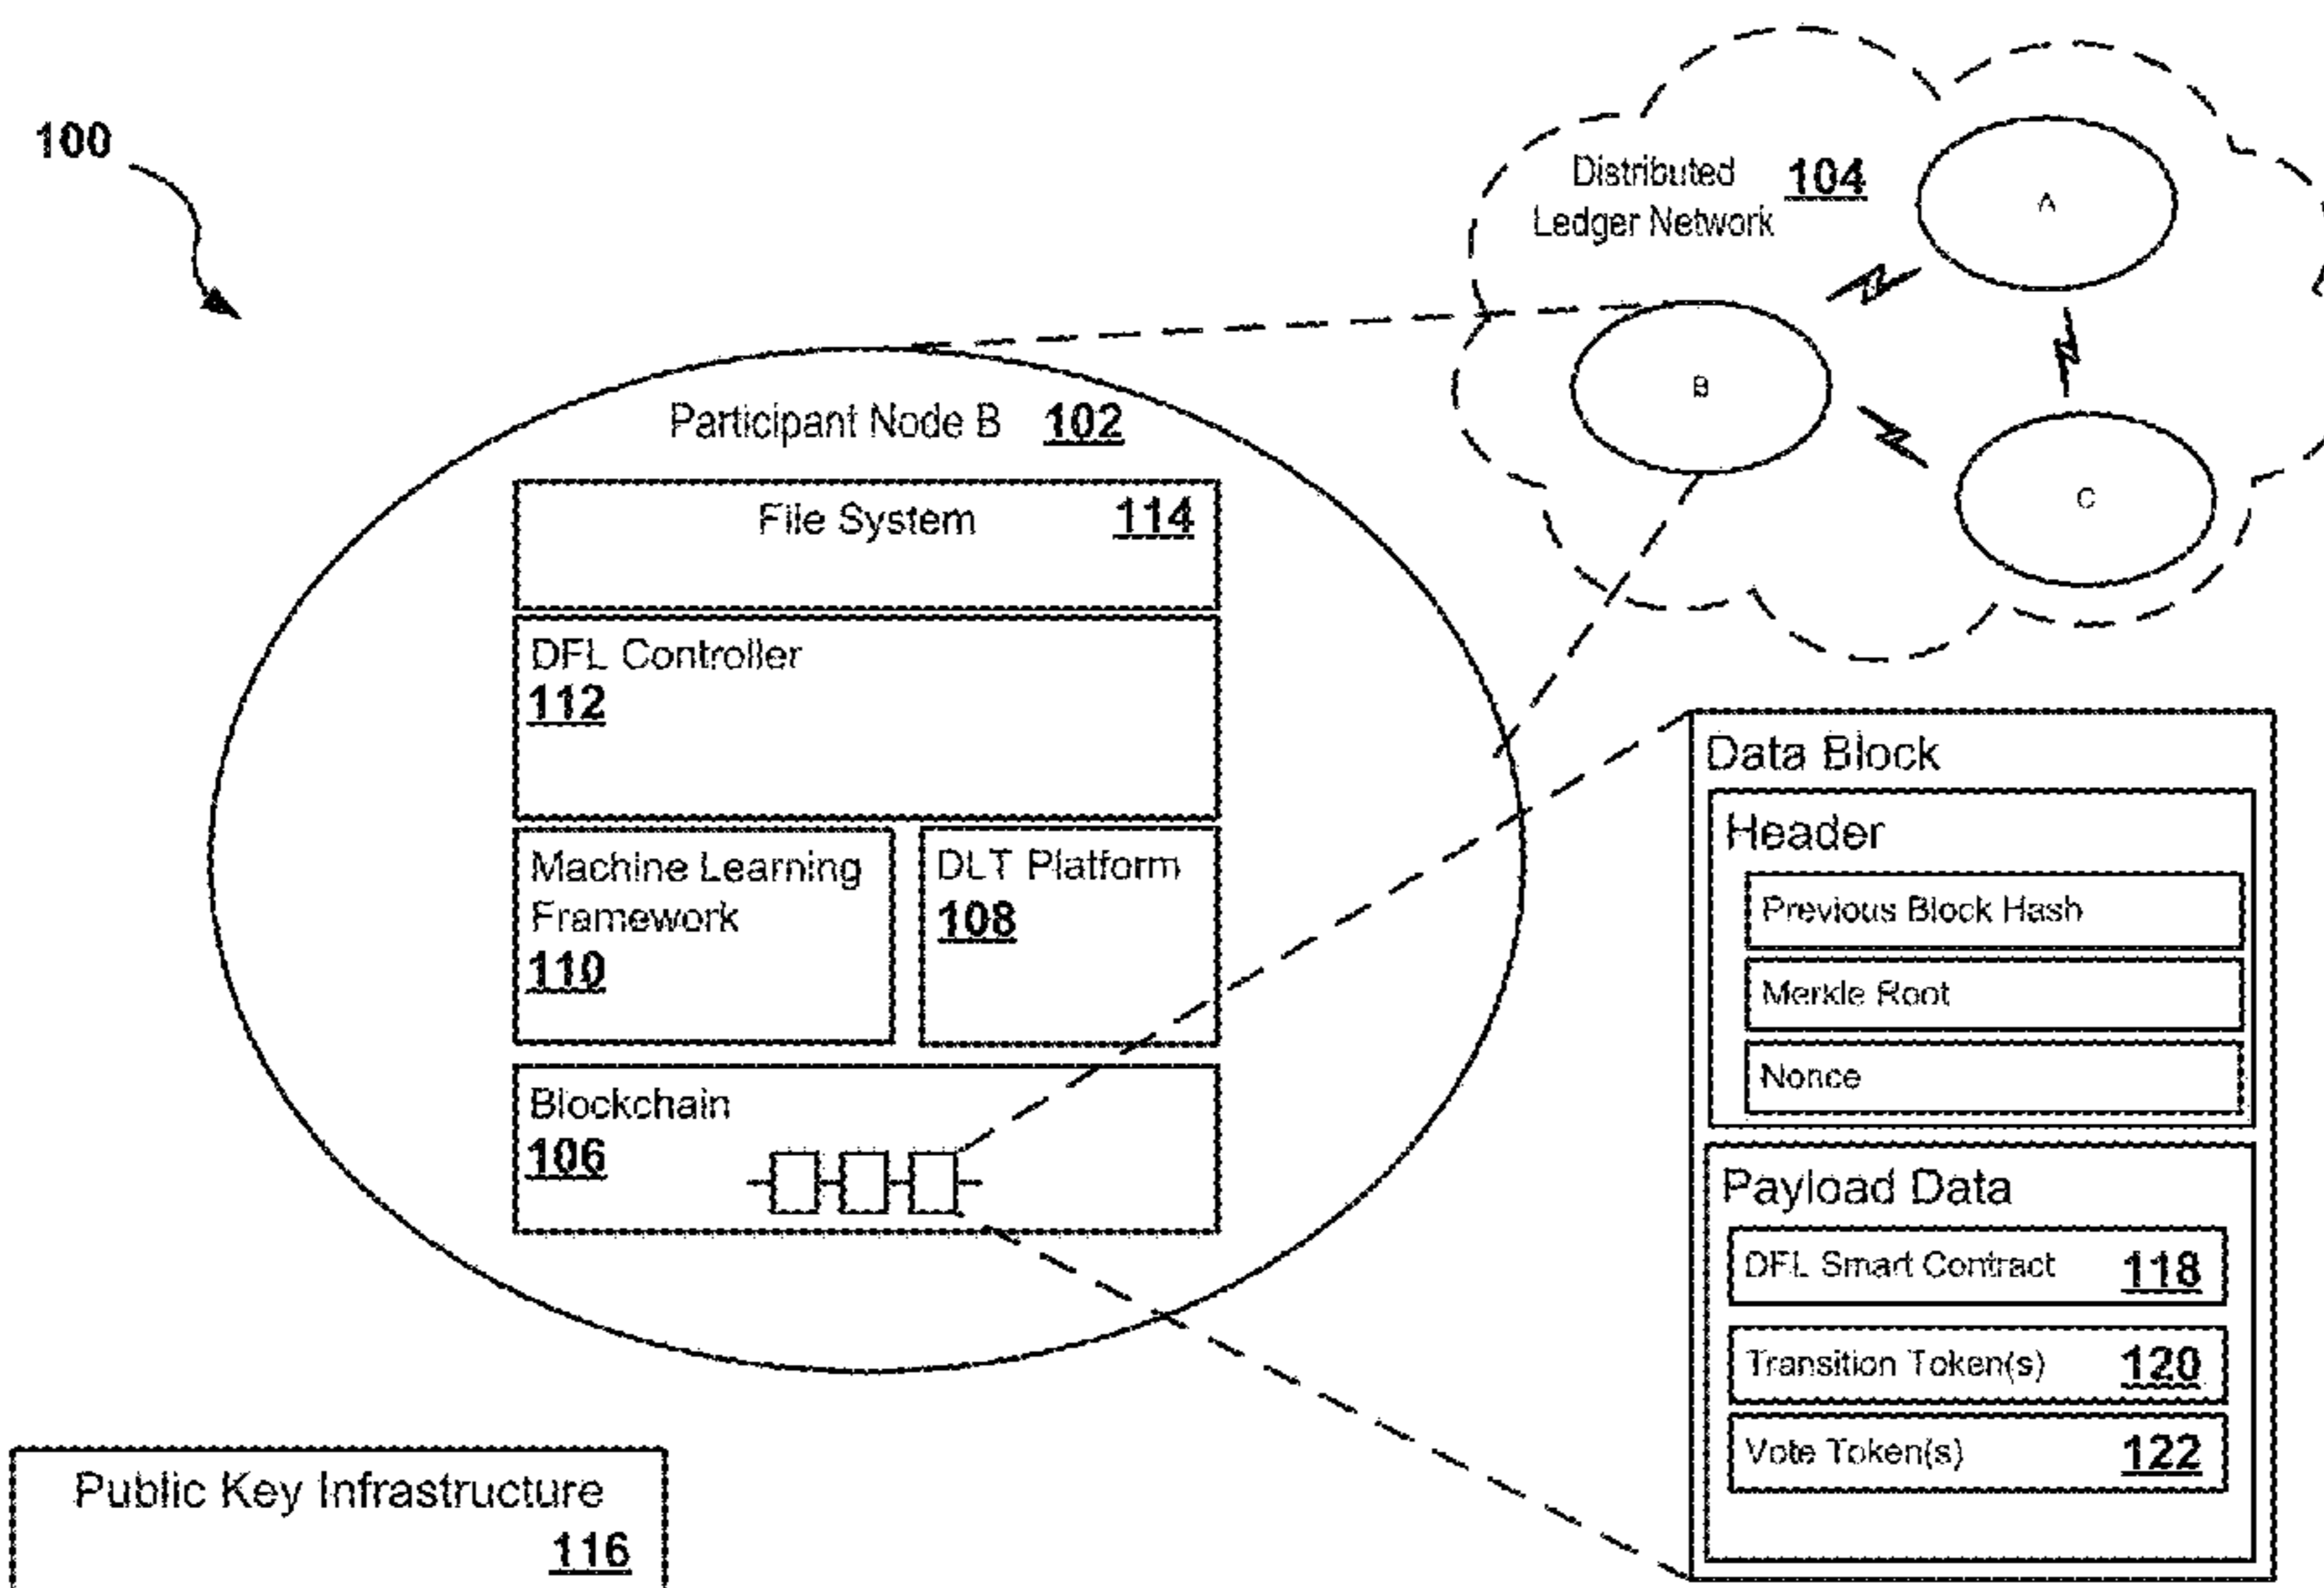 100
Distributed 104
Ledger Network
A
B
C
Participant Node B 102
File System 114
DFL Controller
112
Machine Learning
Framework
110
DLT Platform
108
Blockchain
106
Data Block
Header
Previous Block Hash
Merkle Root
Nonce
Payload Data
DFL Smart Contract 118
Transition Token(s) 120
Vote Token(s) 122
Public Key Infrastructure
116